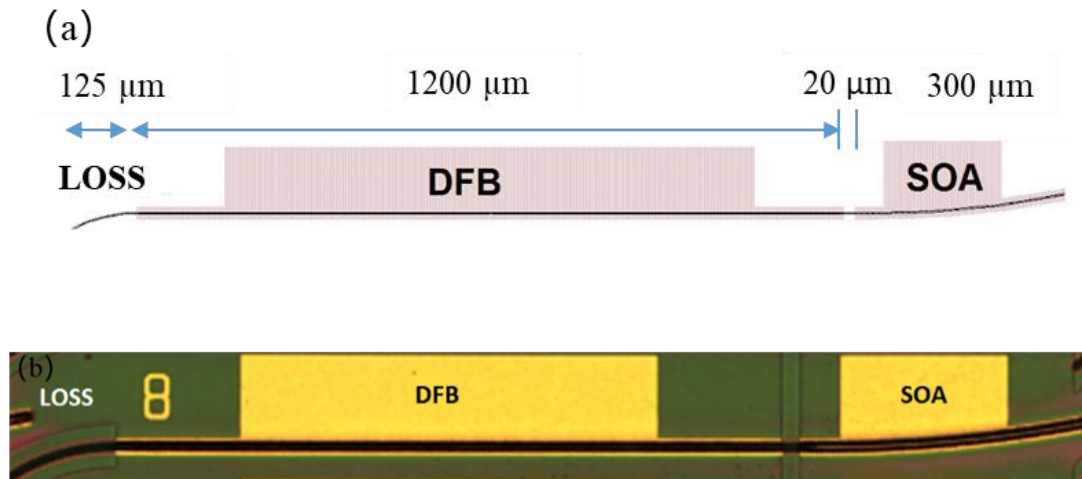 (a)
125 μm 1200 μm 20 μm 300 μm
LOSS DFB SOA
(b)
LOSS 8 DFB SOA